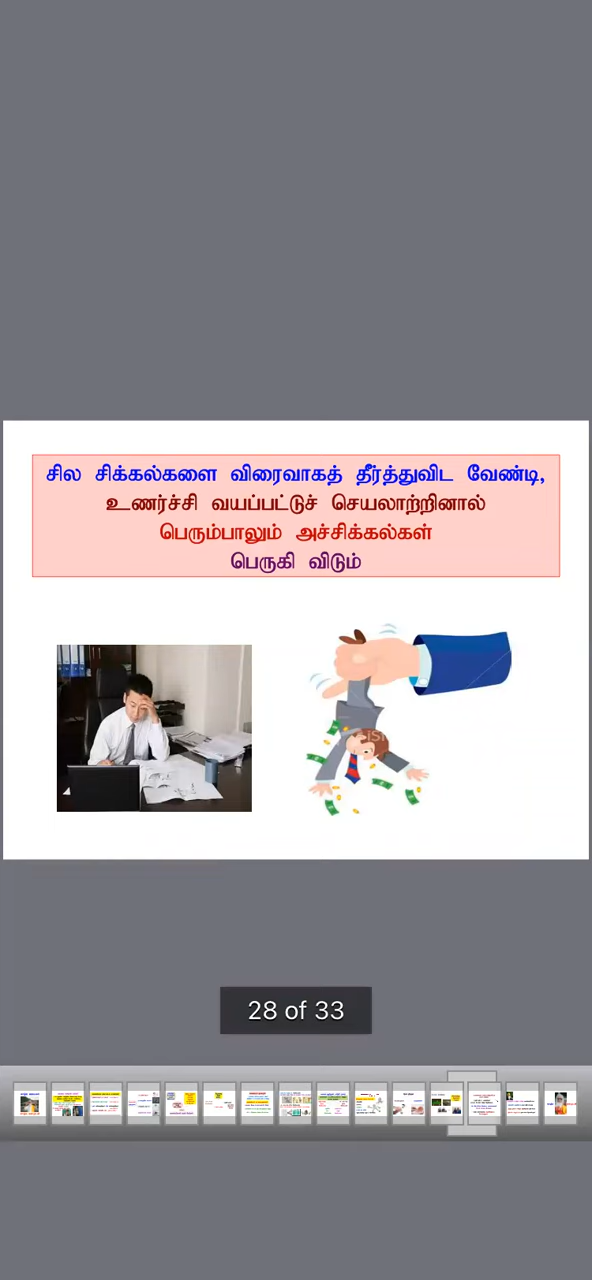 சில சிக்கல்களை விரைவாகத் தீர்த்துவிட வேண்டி,
உணர்ச்சி வயப்பட்டுச் செயலாற்றினால்
பெரும்பாலும் அச்சிக்கல்கள்
பெருகி விடும்
28 of 33